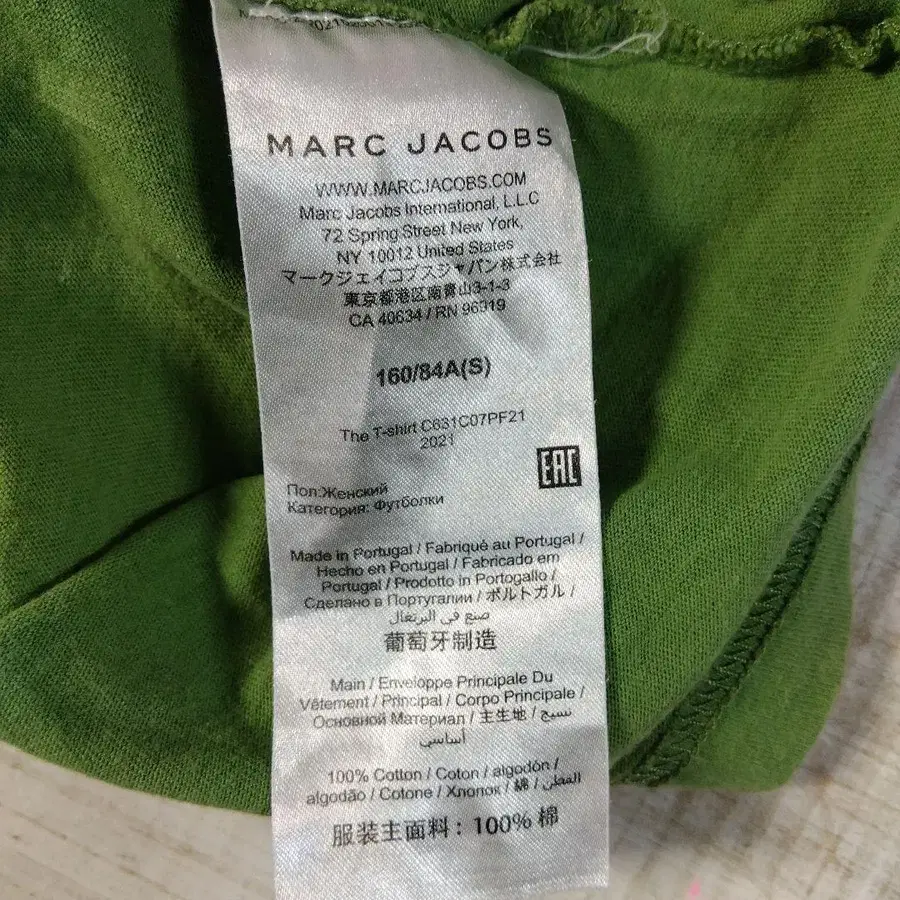 MARC JACOBS
WWW.MARCJACOBS.COM
Marc Jacobs International, L.L.C
72 Spring Street New York,
NY 10012 United States
マークジェイコブスジャパン株式会社
東京都港区南青山3-1-3
CA 40634 / RN 96919
160/84A(S)
The T-shirt C631C07PF21
2021
EAC
Пол:Женский
Категория: Футболки
Made in Portugal / Fabriqué au Portugal /
Hecho en Portugal / Fabricado em
Portugal / Prodotto in Portogallo /
Сделано в Португалии / ポルトガル /
صنع في البرتغال
葡萄牙制造
Main / Enveloppe Principale Du
Vêtement / Principal / Corpo Principale /
Основной Материал / 主生地 / نسيج
أساسي
100% Cotton / Coton / algodón /
algodão / Cotone / Хлопок / 綿 / القطن
服装主面料：100% 棉